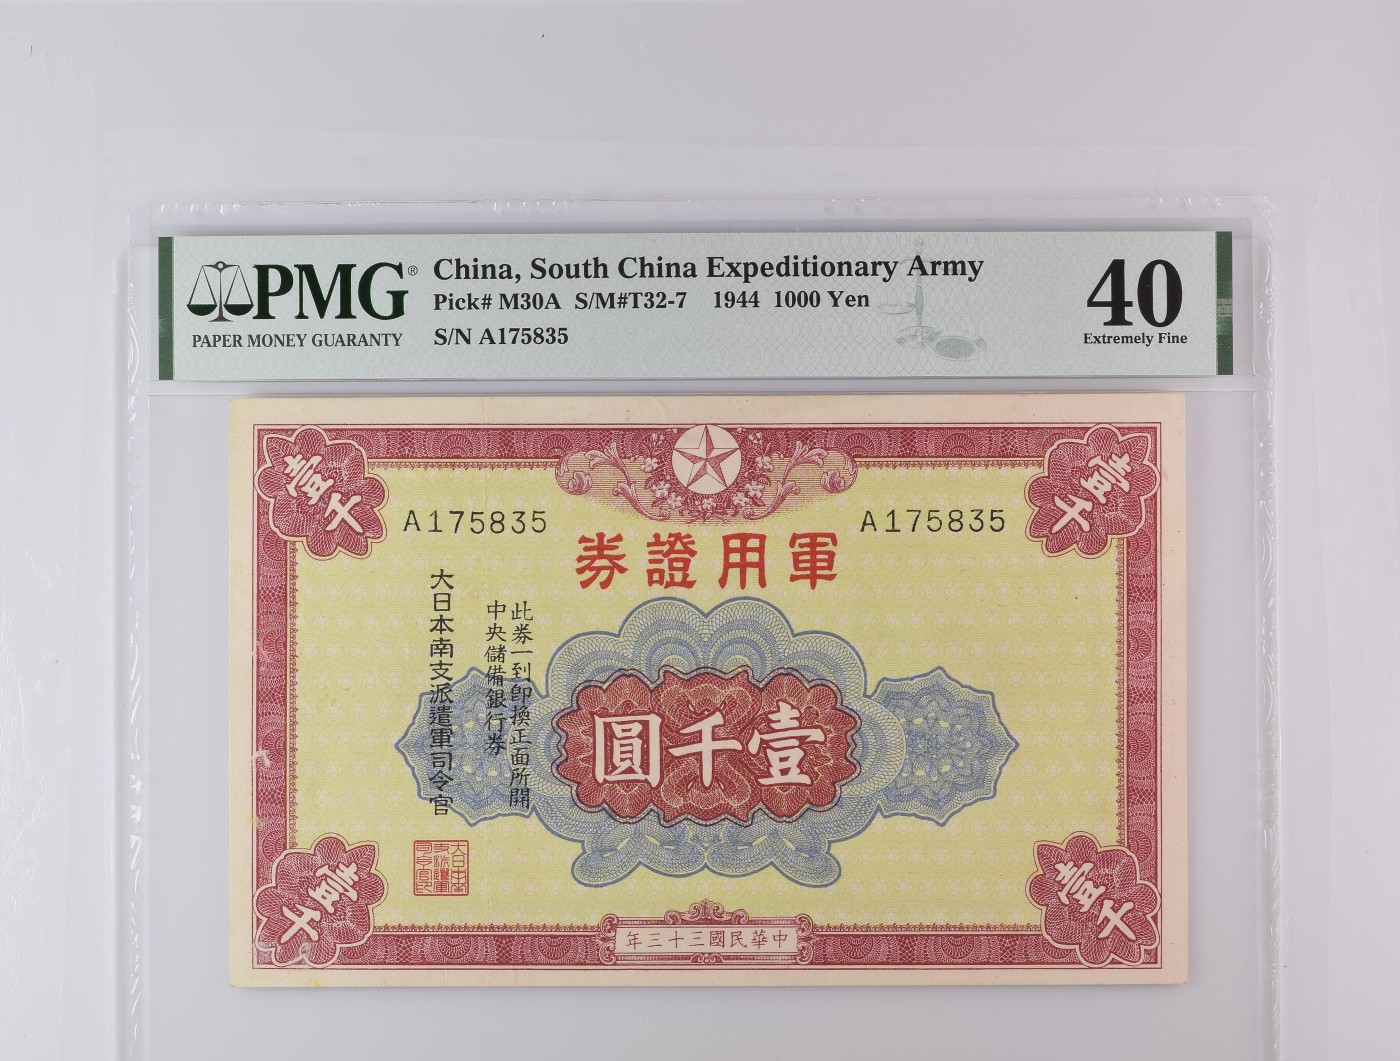 PMG®
PAPER MONEY GUARANTY
China, South China Expeditionary Army
Pick# M30A S/M#T32-7 1944 1000 Yen
S/N A175835
40
Extremely Fine
壹千
壹千
A175835
A175835
券證用軍
此券一到即換正面所開
中央儲備銀行券
大日本南支派遣軍司令官
圓千壹
壹千
壹千
年三十三國民華中